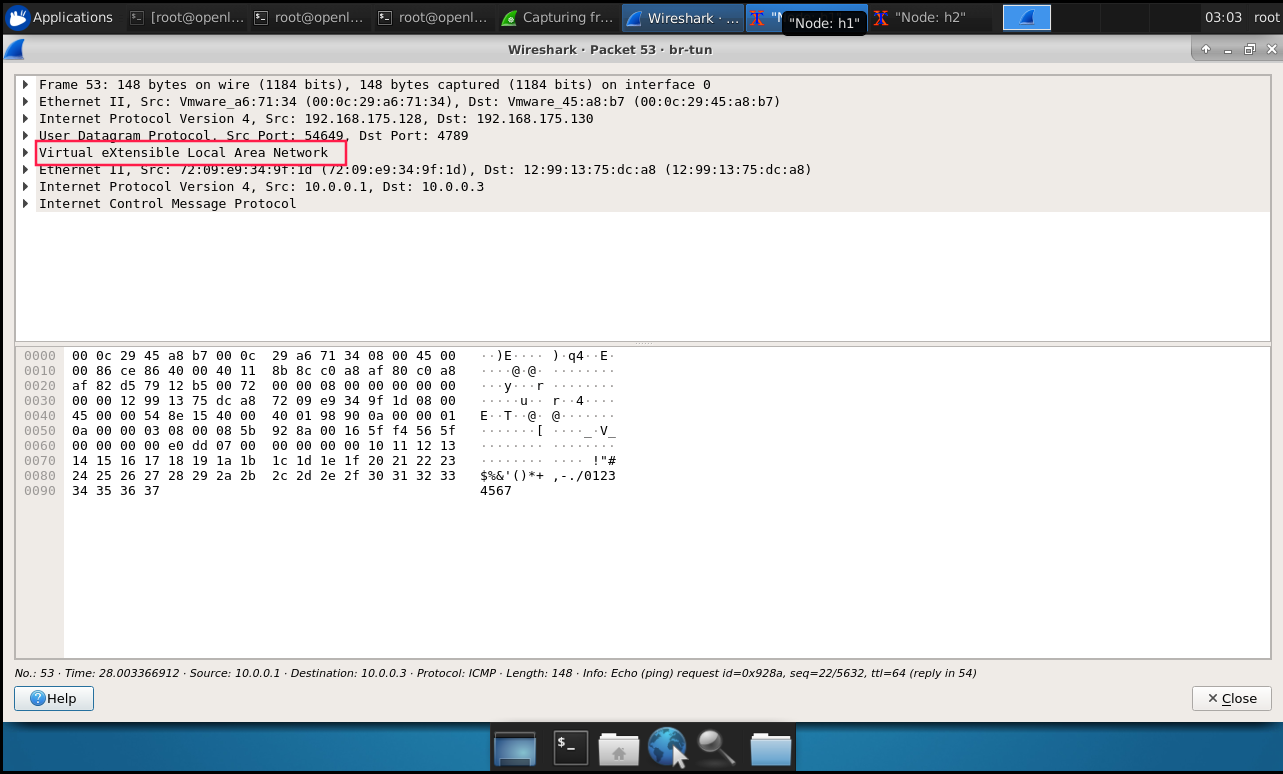 Applications
[root@openl...
root@openl...
root@openl...
Capturing fr...
Wireshark · ...
"Node: h1"
"Node: h2"
03:03
root
Wireshark · Packet 53 · br-tun
Frame 53: 148 bytes on wire (1184 bits), 148 bytes captured (1184 bits) on interface 0
Ethernet II, Src: Vmware_a6:71:34 (00:0c:29:a6:71:34), Dst: Vmware_45:a8:b7 (00:0c:29:45:a8:b7)
Internet Protocol Version 4, Src: 192.168.175.128, Dst: 192.168.175.130
User Datagram Protocol, Src Port: 54649, Dst Port: 4789
Virtual eXtensible Local Area Network
Ethernet II, Src: 72:09:e9:34:9f:1d (72:09:e9:34:9f:1d), Dst: 12:99:13:75:dc:a8 (12:99:13:75:dc:a8)
Internet Protocol Version 4, Src: 10.0.0.1, Dst: 10.0.0.3
Internet Control Message Protocol
0000 00 0c 29 45 a8 b7 00 0c 29 a6 71 34 08 00 45 00 ··)E···· )·q4··E·
0010 00 86 ce 86 40 00 40 11 8b 8c c0 a8 af 80 c0 a8 ····@·@· ········
0020 af 82 d5 79 12 b5 00 72 00 00 08 00 00 00 00 00 ···y···r ········
0030 00 00 12 99 13 75 dc a8 72 09 e9 34 9f 1d 08 00 ·····u·· r··4····
0040 45 00 00 54 8e 15 40 00 40 01 98 90 0a 00 00 01 E··T··@· @·······
0050 0a 00 00 03 08 00 08 5b 92 8a 00 16 5f f4 56 5f ·······[ ····_·V_
0060 00 00 00 00 e0 dd 07 00 00 00 00 00 10 11 12 13 ········ ········
0070 14 15 16 17 18 19 1a 1b 1c 1d 1e 1f 20 21 22 23 ········ ···· !"#
0080 24 25 26 27 28 29 2a 2b 2c 2d 2e 2f 30 31 32 33 $%&'()*+ ,-./0123
0090 34 35 36 37 4567
No.: 53 · Time: 28.003366912 · Source: 10.0.0.1 · Destination: 10.0.0.3 · Protocol: ICMP · Length: 148 · Info: Echo (ping) request id=0x928a, seq=22/5632, ttl=64 (reply in 54)
Help
Close